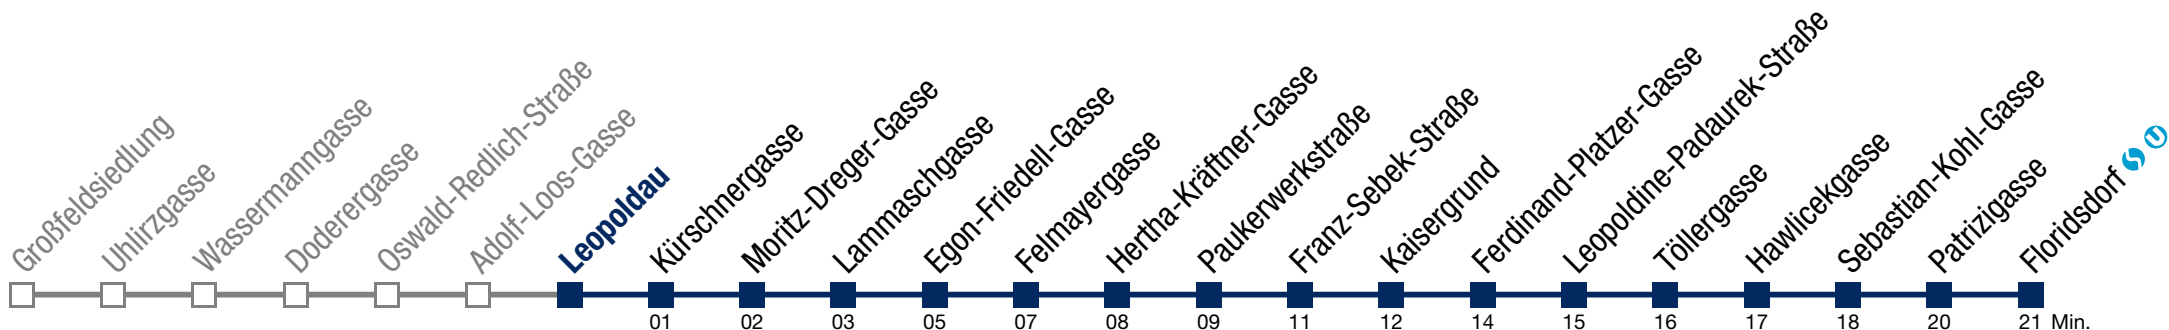 Großfeldsiedlung
Uhlirzgasse
Wassermanngasse
Doderergasse
Oswald-Redlich-Straße
Adolf-Loos-Gasse
Leopoldau
Kürschnergasse
Moritz-Dreger-Gasse
Lammaschgasse
Egon-Friedell-Gasse
Felmayergasse
Hertha-Kräftner-Gasse
Paukerwerkstraße
Franz-Sebek-Straße
Kaisergrund
Ferdinand-Platzer-Gasse
Leopoldine-Padaurek-Straße
Töllergasse
Hawlicekgasse
Sebastian-Kohl-Gasse
Patrizigasse
Floridsdorf S U
01 02 03 05 07 08 09 11 12 14 15 16 17 18 20 21 Min.